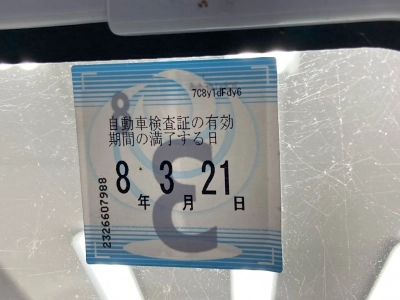 7C8yTdFdy6
自動車検査証の有効
期間の満了する日
8 3 21
年 月 日
2326607988